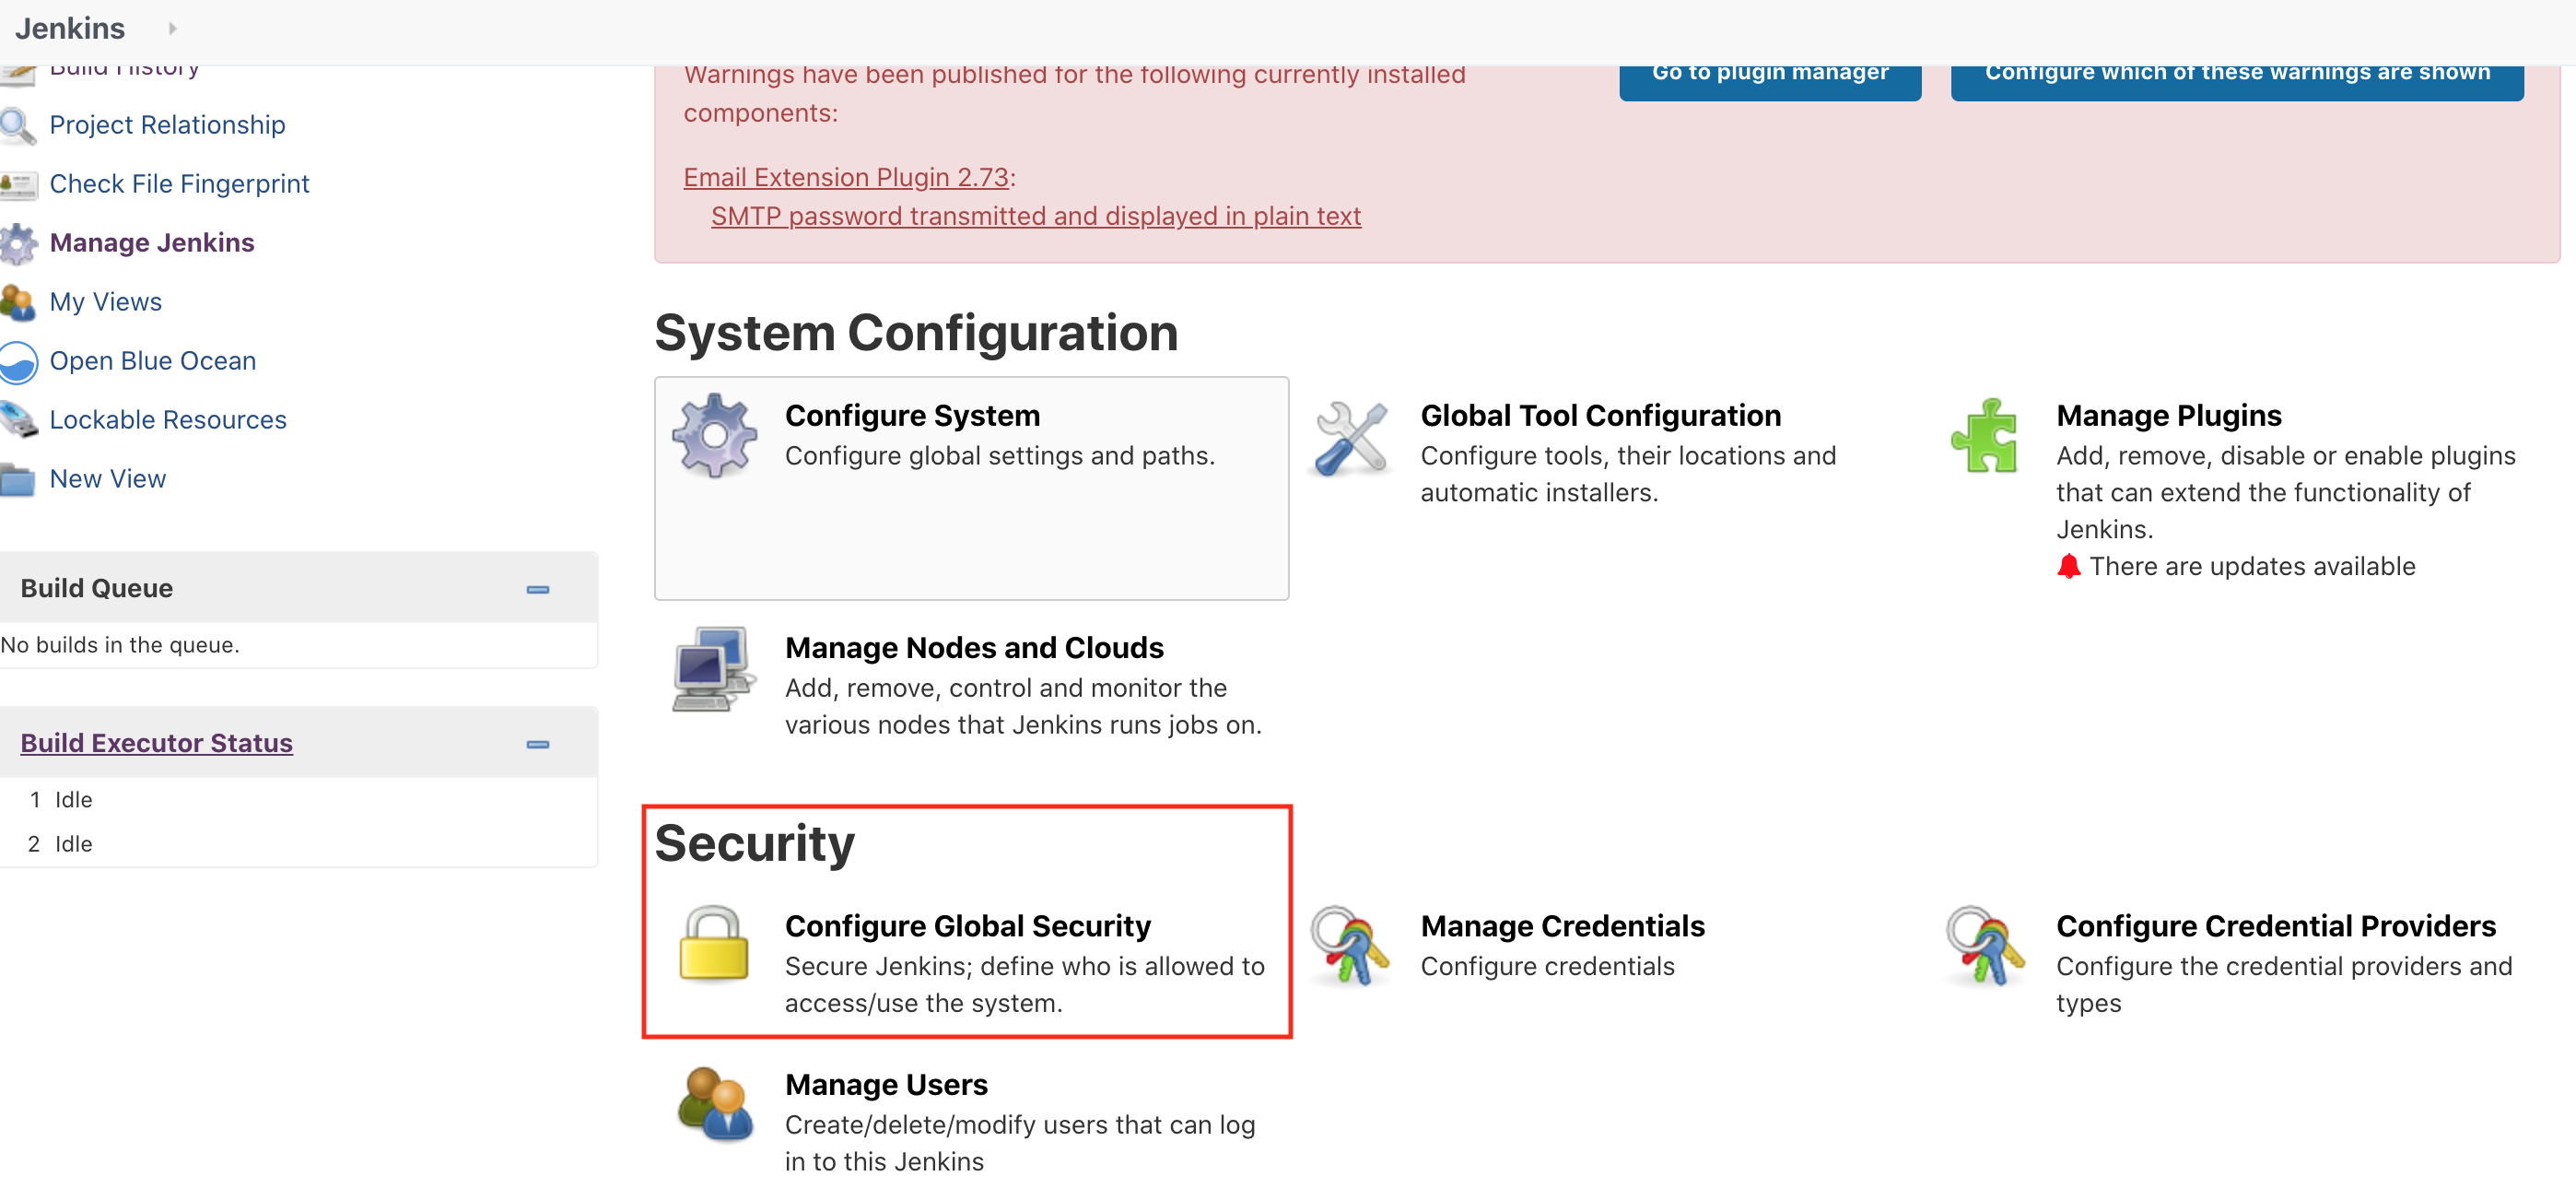 Jenkins
Build History
Project Relationship
Check File Fingerprint
Manage Jenkins
My Views
Open Blue Ocean
Lockable Resources
New View
Build Queue
No builds in the queue.
Build Executor Status
1 Idle
2 Idle
Warnings have been published for the following currently installed
components:
Go to plugin manager
Configure which of these warnings are shown
Email Extension Plugin 2.73:
SMTP password transmitted and displayed in plain text
System Configuration
Configure System
Configure global settings and paths.
Global Tool Configuration
Configure tools, their locations and
automatic installers.
Manage Plugins
Add, remove, disable or enable plugins
that can extend the functionality of
Jenkins.
There are updates available
Manage Nodes and Clouds
Add, remove, control and monitor the
various nodes that Jenkins runs jobs on.
Security
Configure Global Security
Secure Jenkins; define who is allowed to
access/use the system.
Manage Credentials
Configure credentials
Configure Credential Providers
Configure the credential providers and
types
Manage Users
Create/delete/modify users that can log
in to this Jenkins